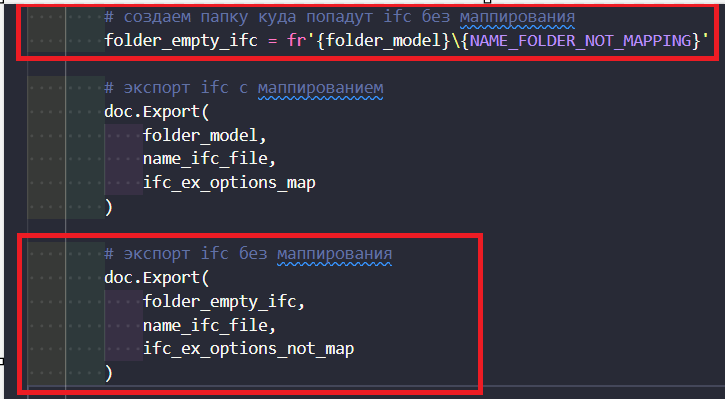 # создаем папку куда попадут ifc без маппирования
folder_empty_ifc = fr'{folder_model}\{NAME_FOLDER_NOT_MAPPING}'
# экспорт ifc с маппированием
doc.Export(
folder_model,
name_ifc_file,
ifc_ex_options_map
)
# экспорт ifc без маппирования
doc.Export(
folder_empty_ifc,
name_ifc_file,
ifc_ex_options_not_map
)